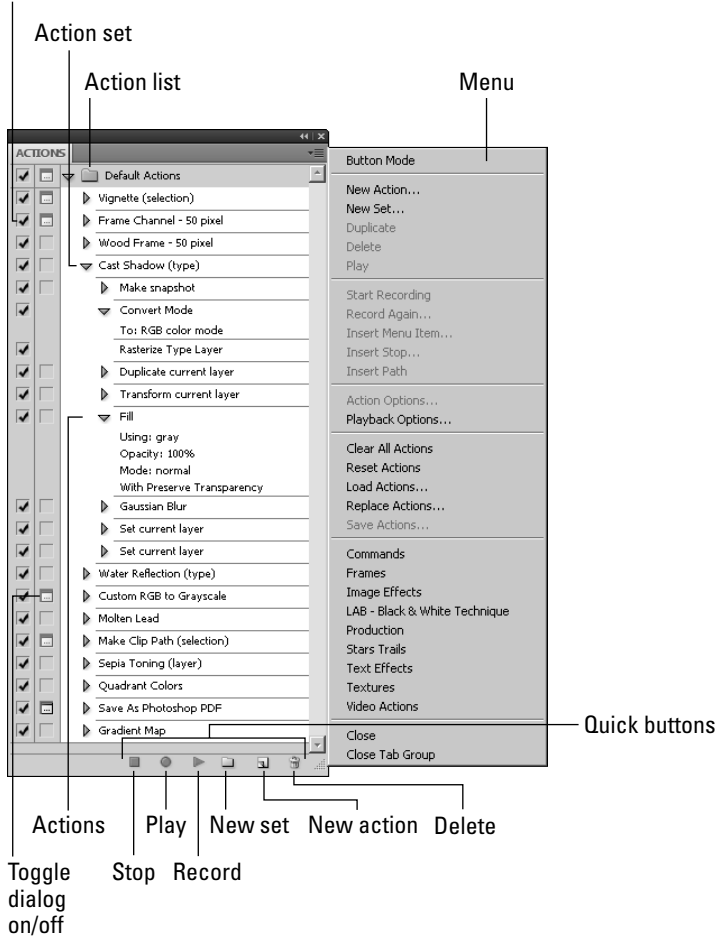 Action set
Action list
Menu
ACTIONS
Default Actions
Vignette (selection)
Frame Channel - 50 pixel
Wood Frame - 50 pixel
Cast Shadow (type)
Make snapshot
Convert Mode
To: RGB color mode
Rasterize Type Layer
Duplicate current layer
Transform current layer
Fill
Using: gray
Opacity: 100%
Mode: normal
With Preserve Transparency
Gaussian Blur
Set current layer
Set current layer
Water Reflection (type)
Custom RGB to Grayscale
Molten Lead
Make Clip Path (selection)
Sepia Toning (layer)
Quadrant Colors
Save As Photoshop PDF
Gradient Map
Button Mode
New Action...
New Set...
Duplicate
Delete
Play
Start Recording
Record Again...
Insert Menu Item...
Insert Stop...
Insert Path
Action Options...
Playback Options...
Clear All Actions
Reset Actions
Load Actions...
Replace Actions...
Save Actions...
Commands
Frames
Image Effects
LAB - Black & White Technique
Production
Stars Trails
Text Effects
Textures
Video Actions
Close
Close Tab Group
Quick buttons
Actions
Play
New set
New action
Delete
Toggle
dialog
on/off
Stop
Record